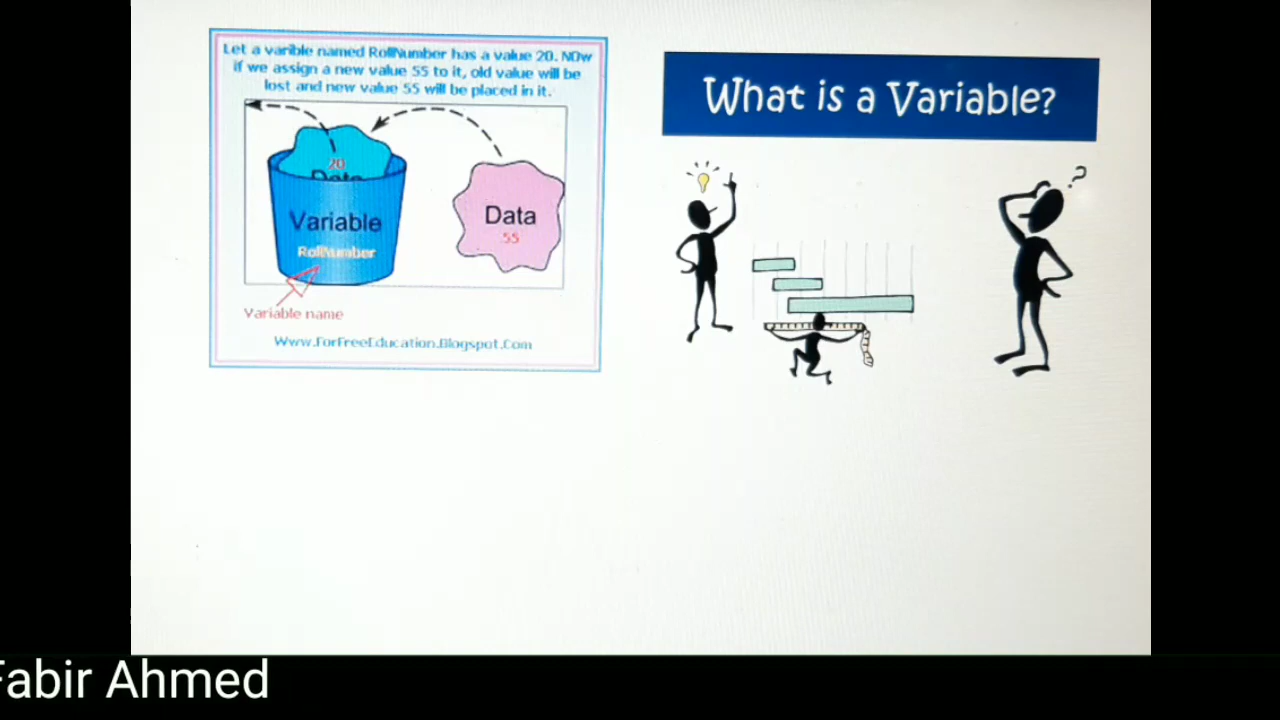 Let a varible named RollNumber has a value 20. NOw
if we assign a new value 55 to it, old value will be
lost and new value 55 will be placed in it.
20
Data
Variable
RollNumber
Data
55
Variable name
Www.ForFreeEducation.Blogspot.Com
What is a Variable?
?
Fabir Ahmed